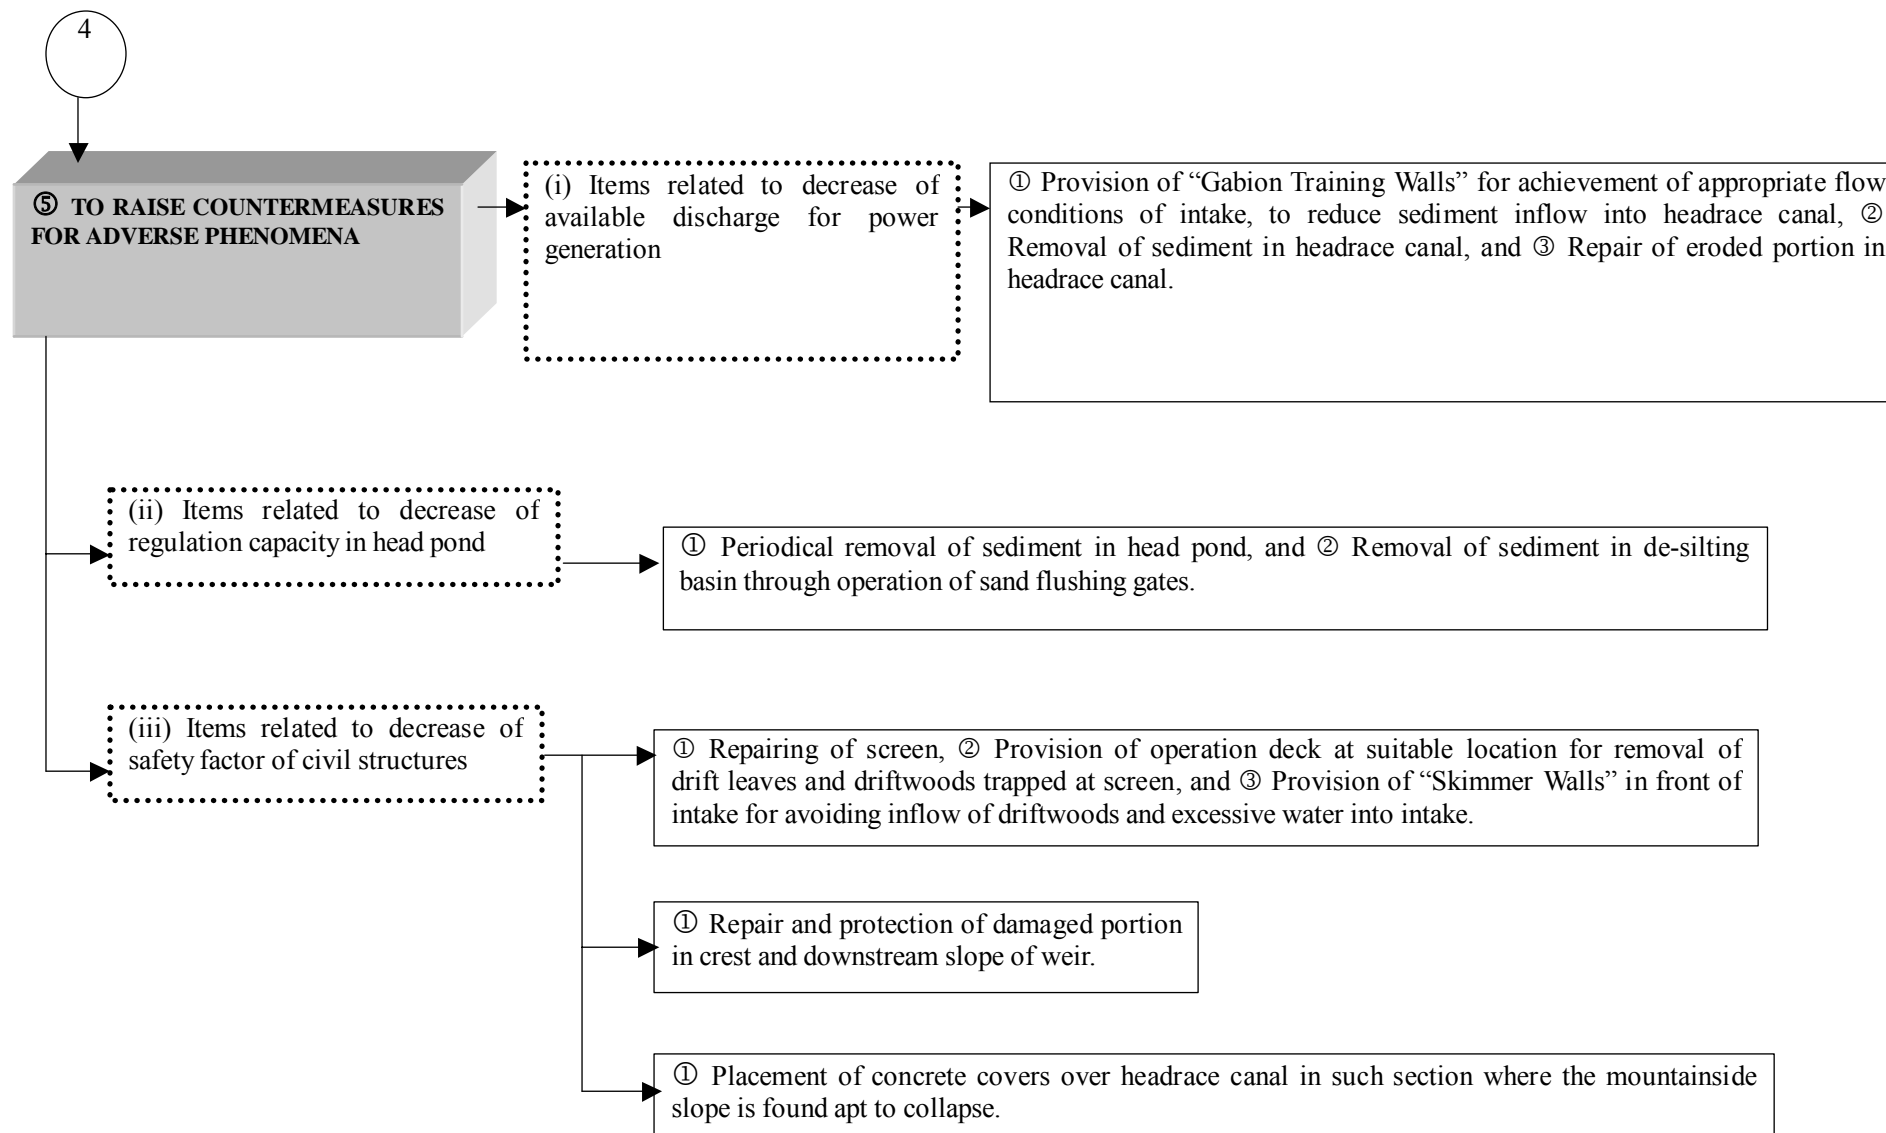 4
⑤ TO RAISE COUNTERMEASURES
FOR ADVERSE PHENOMENA
(i) Items related to decrease of
available discharge for power
generation
① Provision of “Gabion Training Walls” for achievement of appropriate flow
conditions of intake, to reduce sediment inflow into headrace canal, ②
Removal of sediment in headrace canal, and ③ Repair of eroded portion in
headrace canal.
(ii) Items related to decrease of
regulation capacity in head pond
① Periodical removal of sediment in head pond, and ② Removal of sediment in de-silting
basin through operation of sand flushing gates.
(iii) Items related to decrease of
safety factor of civil structures
① Repairing of screen, ② Provision of operation deck at suitable location for removal of
drift leaves and driftwoods trapped at screen, and ③ Provision of “Skimmer Walls” in front of
intake for avoiding inflow of driftwoods and excessive water into intake.
① Repair and protection of damaged portion
in crest and downstream slope of weir.
① Placement of concrete covers over headrace canal in such section where the mountainside
slope is found apt to collapse.